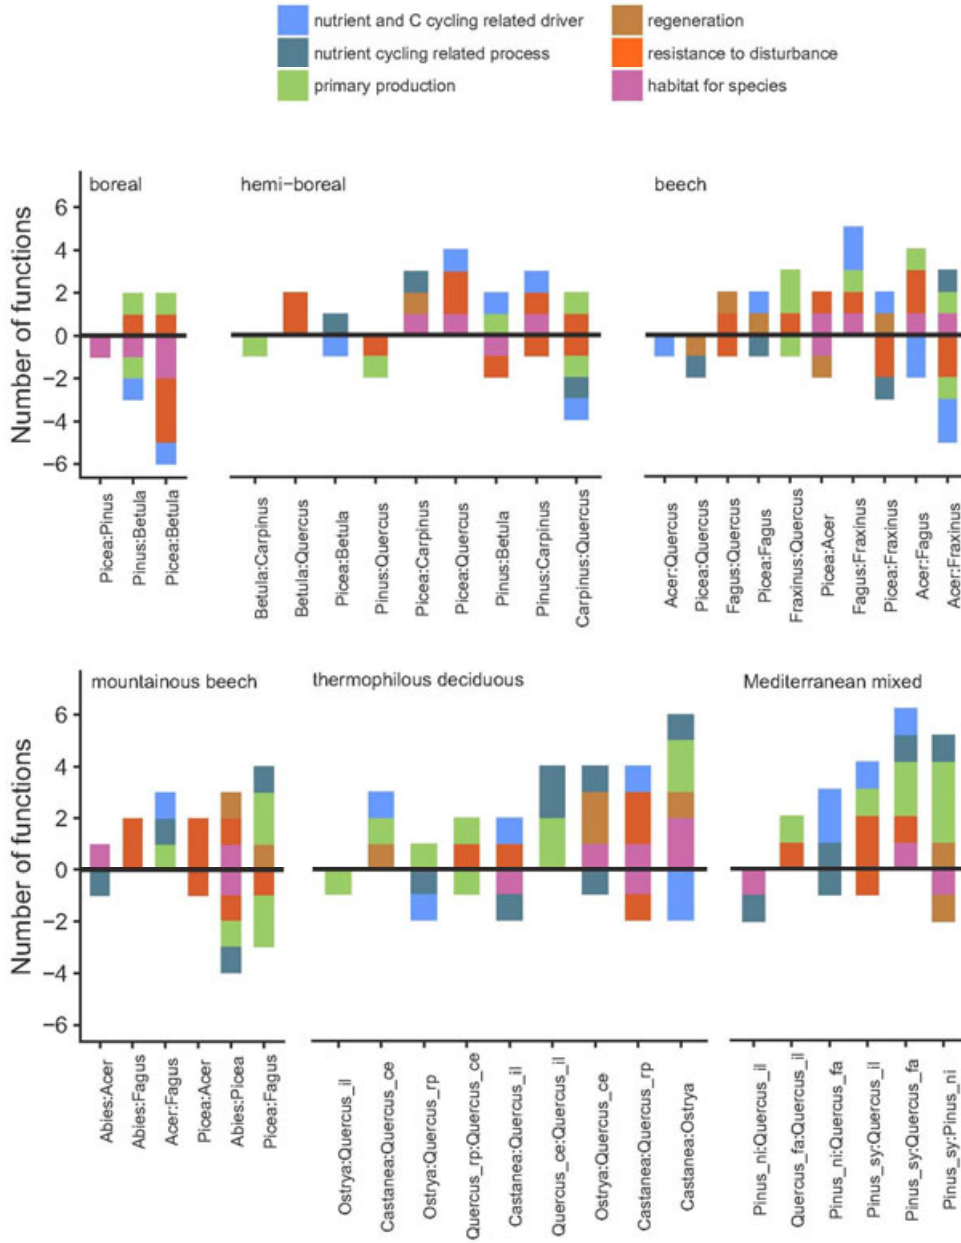 nutrient and C cycling related driver
nutrient cycling related process
primary production
regeneration
resistance to disturbance
habitat for species
boreal
hemi-boreal
beech
Number of functions
6
4
2
0
-2
-4
-6
Picea:Pinus
Pinus:Betula
Picea:Betula
Betula:Carpinus
Betula:Quercus
Picea:Betula
Pinus:Quercus
Picea:Carpinus
Picea:Quercus
Pinus:Betula
Pinus:Carpinus
Carpinus:Quercus
Acer:Quercus
Picea:Quercus
Fagus:Quercus
Picea:Fagus
Fraxinus:Quercus
Picea:Acer
Fagus:Fraxinus
Picea:Fraxinus
Acer:Fagus
Acer:Fraxinus
mountainous beech
thermophilous deciduous
Mediterranean mixed
Number of functions
6
4
2
0
-2
-4
-6
Abies:Acer
Abies:Fagus
Acer:Fagus
Picea:Acer
Abies:Picea
Picea:Fagus
Ostrya:Quercus_il
Castanea:Quercus_ce
Ostrya:Quercus_rp
Quercus_rp:Quercus_ce
Castanea:Quercus_il
Quercus_ce:Quercus_il
Ostrya:Quercus_ce
Castanea:Quercus_rp
Castanea:Ostrya
Pinus_ni:Quercus_il
Quercus_fa:Quercus_il
Pinus_ni:Quercus_fa
Pinus_sy:Quercus_il
Pinus_sy:Quercus_fa
Pinus_sy:Pinus_ni